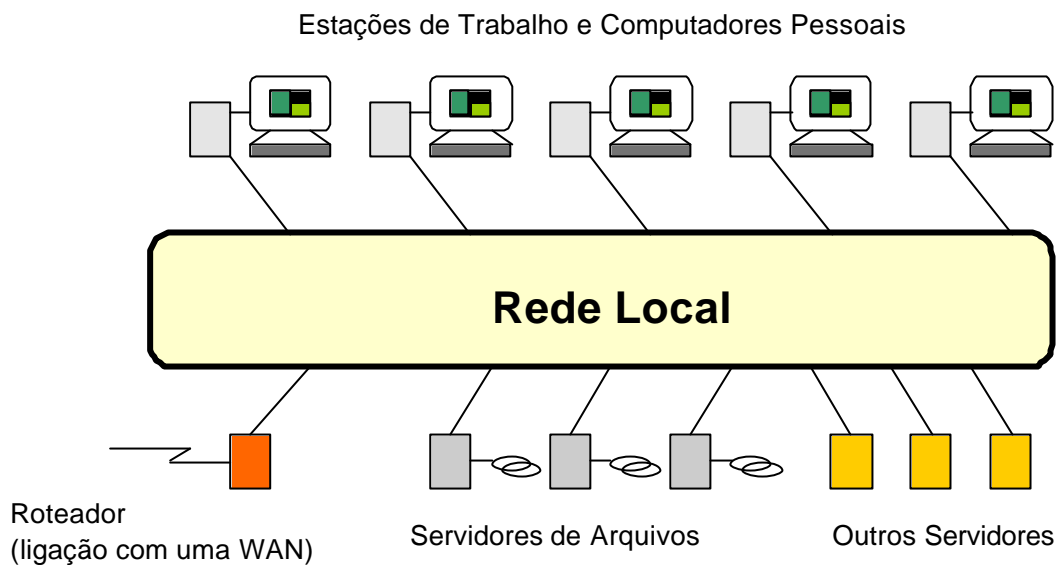 Estações de Trabalho e Computadores Pessoais
Rede Local
Roteador
(ligação com uma WAN)
Servidores de Arquivos
Outros Servidores